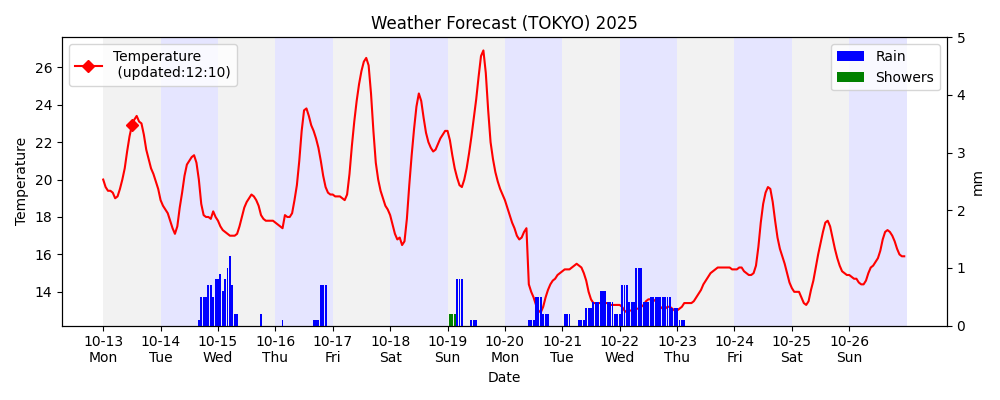 Weather Forecast (TOKYO) 2025
Temperature
(updated:12:10)
Rain
Showers
Temperature
26
24
22
20
18
16
14
5
4
3
2
1
0
mm
10-13 10-14 10-15 10-16 10-17 10-18 10-19 10-20 10-21 10-22 10-23 10-24 10-25 10-26
Mon Tue Wed Thu Fri Sat Sun Mon Tue Wed Thu Fri Sat Sun
Date